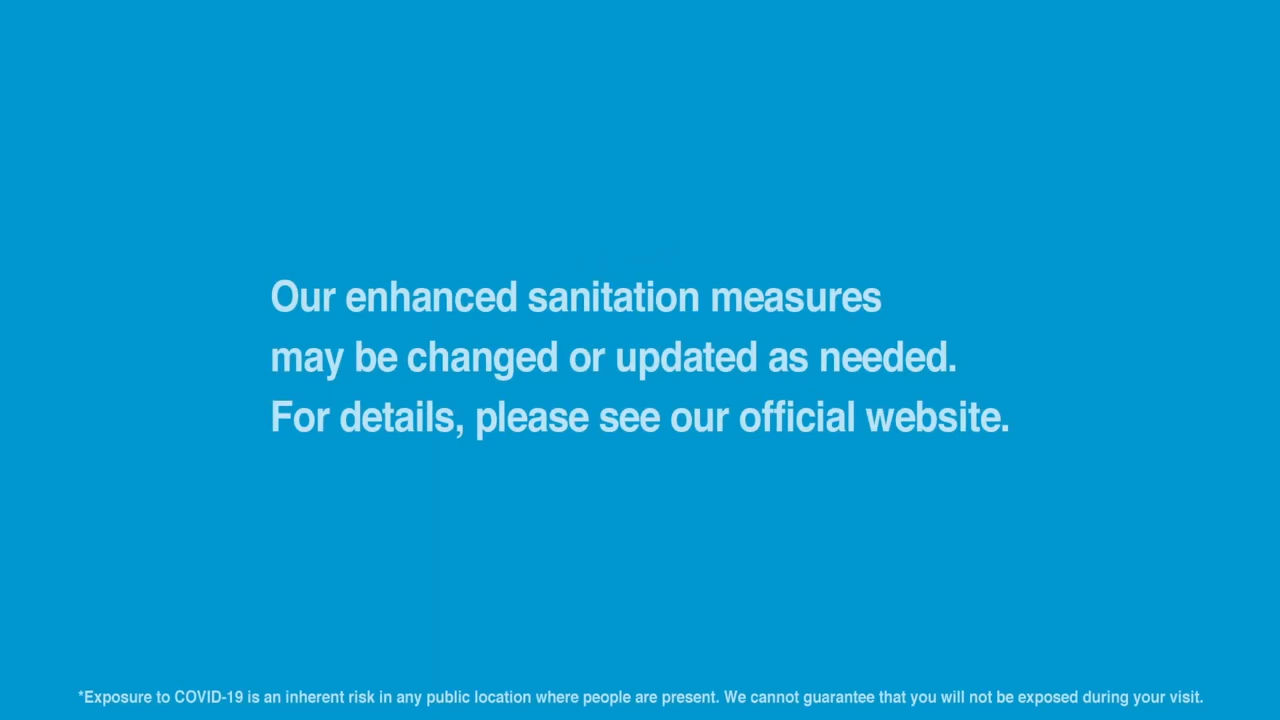 Our enhanced sanitation measures
may be changed or updated as needed.
For details, please see our official website.
*Exposure to COVID-19 is an inherent risk in any public location where people are present. We cannot guarantee that you will not be exposed during your visit.